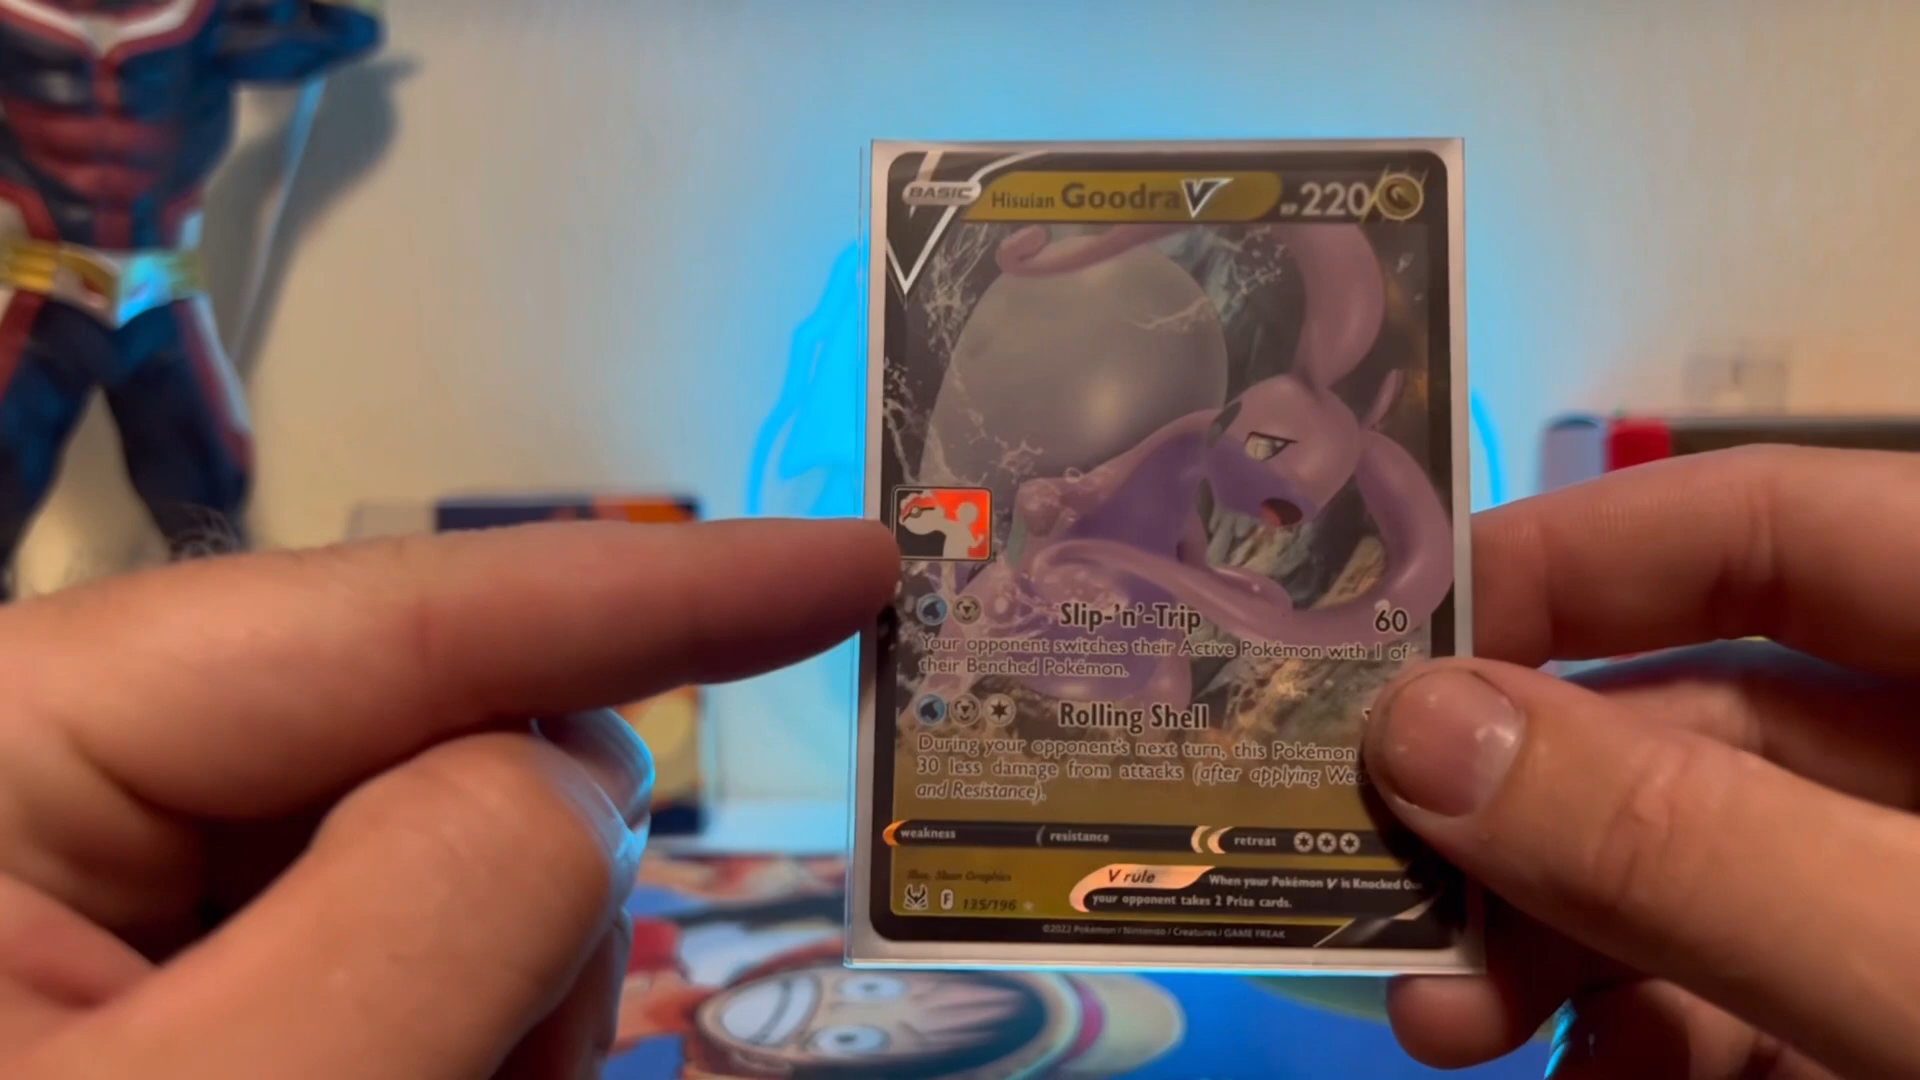 BASIC Hisuian Goodra V HP 220
Slip-'n'-Trip 60
Your opponent switches their Active Pokémon with 1 of
their Benched Pokémon.
Rolling Shell
During your opponent's next turn, this Pokémon
30 less damage from attacks (after applying
and Resistance).
weakness resistance retreat
Illus. 5ban Graphics
V rule When your Pokémon V is Knocked
F 135/196 your opponent takes 2 Prize cards.
©2022 Pokémon / Nintendo / Creatures / GAME FREAK